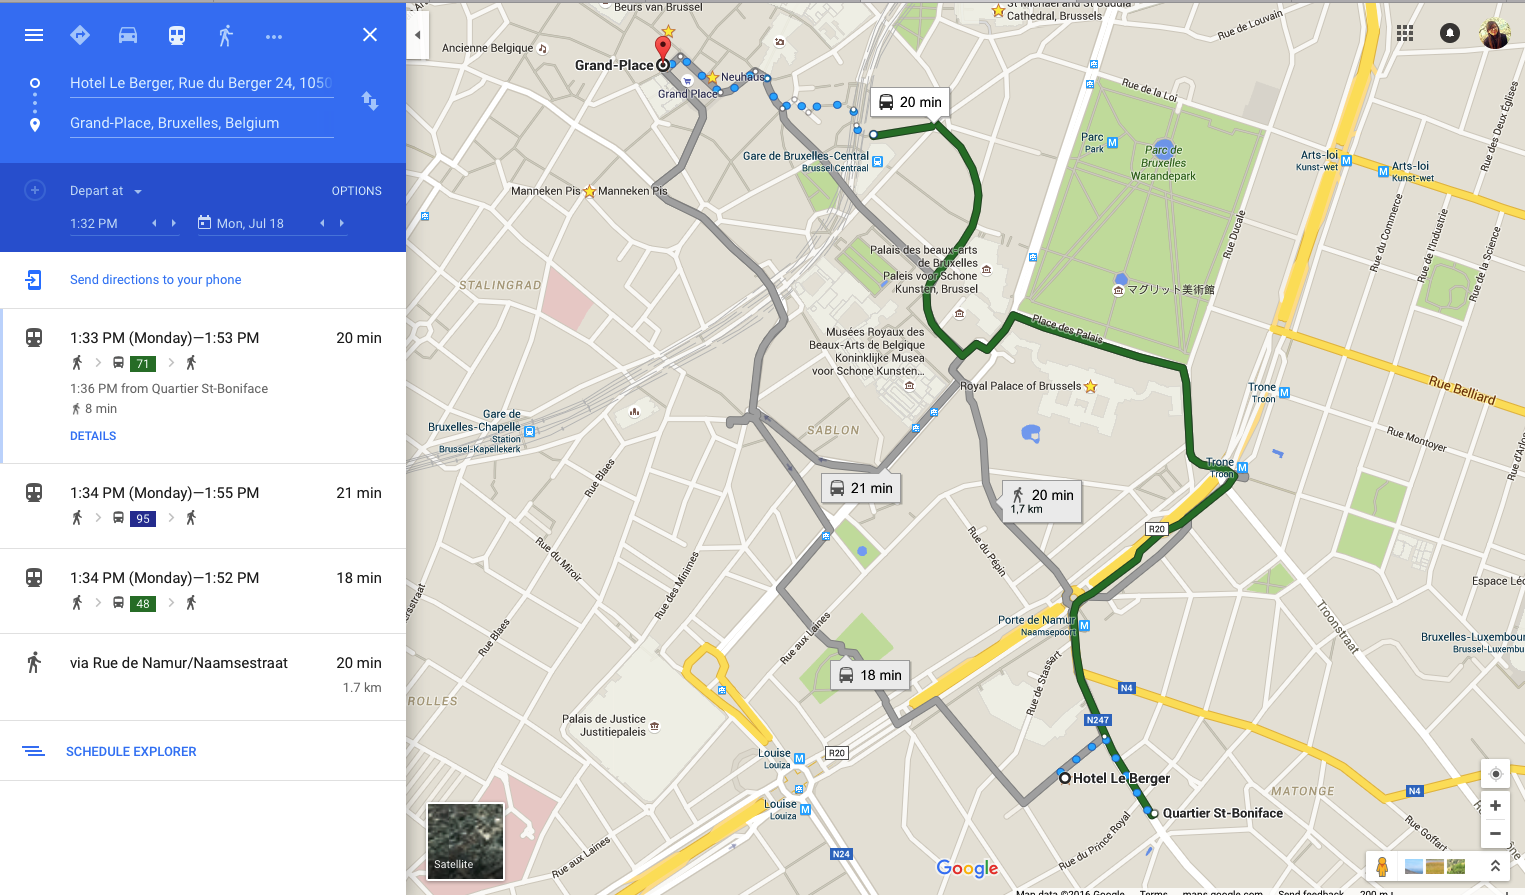 Hotel Le Berger, Rue du Berger 24, 1050
Grand-Place, Bruxelles, Belgium
Depart at
OPTIONS
1:32 PM
Mon, Jul 18
Send directions to your phone
1:33 PM (Monday)—1:53 PM
20 min
71
1:36 PM from Quartier St-Boniface
8 min
DETAILS
1:34 PM (Monday)—1:55 PM
21 min
95
1:34 PM (Monday)—1:52 PM
18 min
48
via Rue de Namur/Naamsestraat
20 min
1.7 km
SCHEDULE EXPLORER
Beurs van Brussel
St Michael and St Gudula
Cathedral, Brussels
Rue de Louvain
Ancienne Belgique
Grand-Place
Neuhaus
Grand Place
20 min
Rue de la Loi
Rue des Deux Églises
Parc
Park
Parc de
Bruxelles
Warandepark
Arts-loi
Kunst-wet
Arts-loi
Kunst-wet
Gare de Bruxelles-Central
Brussel Centraal
Manneken Pis
Manneken Pis
Rue Ducale
Rue du Commerce
Rue de l'Industrie
Rue de la Science
Palais des beaux-arts
de Bruxelles
Paleis voor Schone
Kunsten, Brussel
STALINGRAD
マグリット美術館
Place des Palais
Musées Royaux des
Beaux-Arts de Belgique
Koninklijke Musea
voor Schone Kunsten...
Royal Palace of Brussels
Trone
Troon
Rue Belliard
Gare de
Bruxelles-Chapelle
Station
Brussel-Kapellekerk
SABLON
Rue Montoyer
Rue d'Arlon
Rue Blaes
Trone
Troon
21 min
20 min
1,7 km
R20
Rue du Miroir
Rue des Minimes
Rue du Pépin
Espace Léo
Troonstraat
Rue Blaes
Rue aux Laines
Porte de Namur
Naamsepoort
Bruxelles-Luxembourg
Brussel-Luxembu
18 min
Rue de Stassart
N4
ROLLES
Palais de Justice
Justitiepaleis
N247
Louise
Louiza
R20
Hotel Le Berger
N4
MATONGE
Louise
Louiza
Quartier St-Boniface
Rue du Prince Royal
Rue Goffart
Rue Gray
Satellite
Rue aux Laines
N24
Google
Map data ©2016 Google
Terms
maps.google.com
Send feedback
200 m